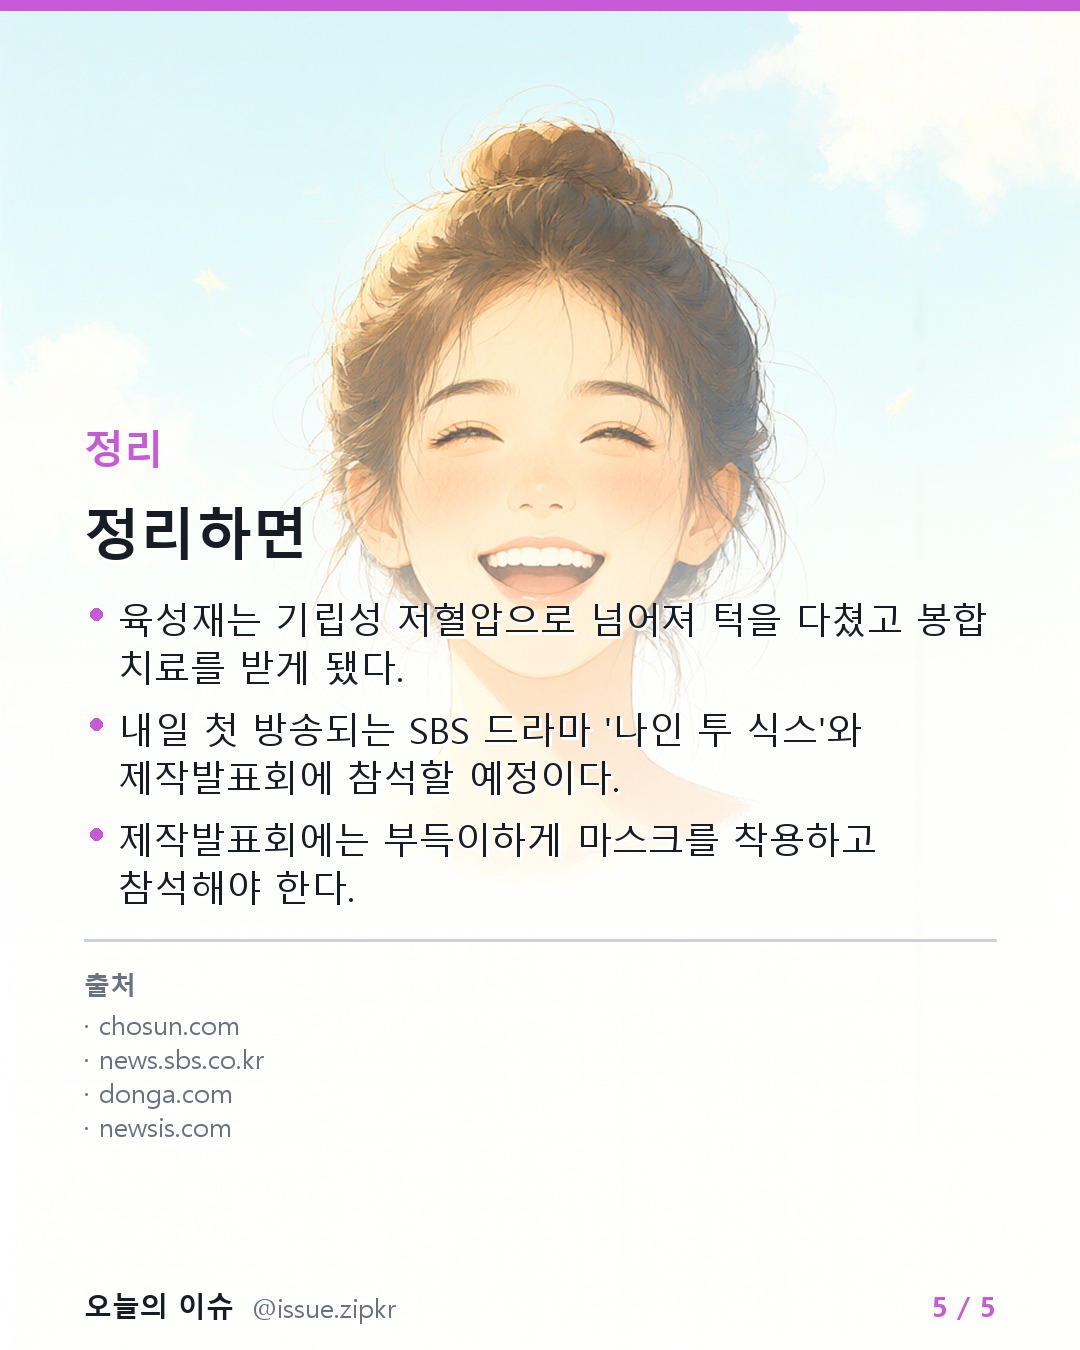 정리
정리하면
• 육성재는 기립성 저혈압으로 넘어져 턱을 다쳤고 봉합
치료를 받게 됐다.
• 내일 첫 방송되는 SBS 드라마 '나인 투 식스'와
제작발표회에 참석할 예정이다.
• 제작발표회에는 부득이하게 마스크를 착용하고
참석해야 한다.
출처
· chosun.com
· news.sbs.co.kr
· donga.com
· newsis.com
오늘의 이슈 @issue.zipkr
5 / 5